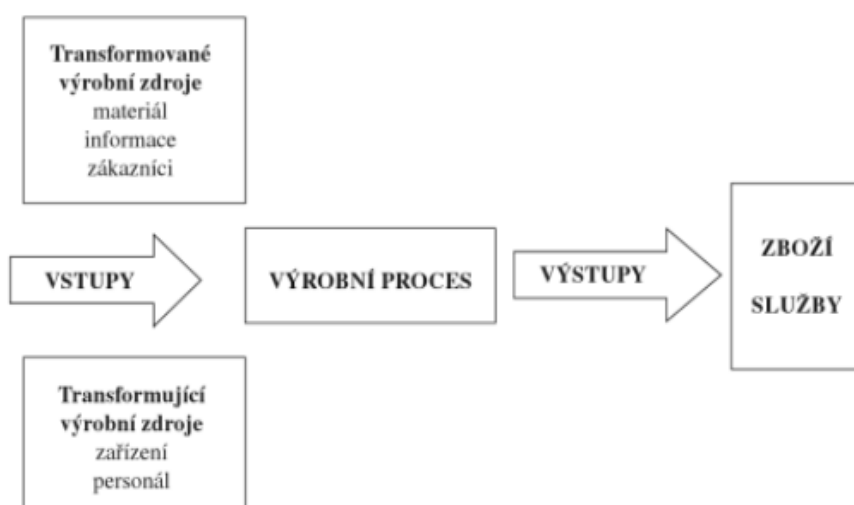 Transformované
výrobní zdroje
materiál
informace
zákazníci
VSTUPY
VÝROBNÍ PROCES
VÝSTUPY
ZBOŽÍ
SLUŽBY
Transformující
výrobní zdroje
zařízení
personál